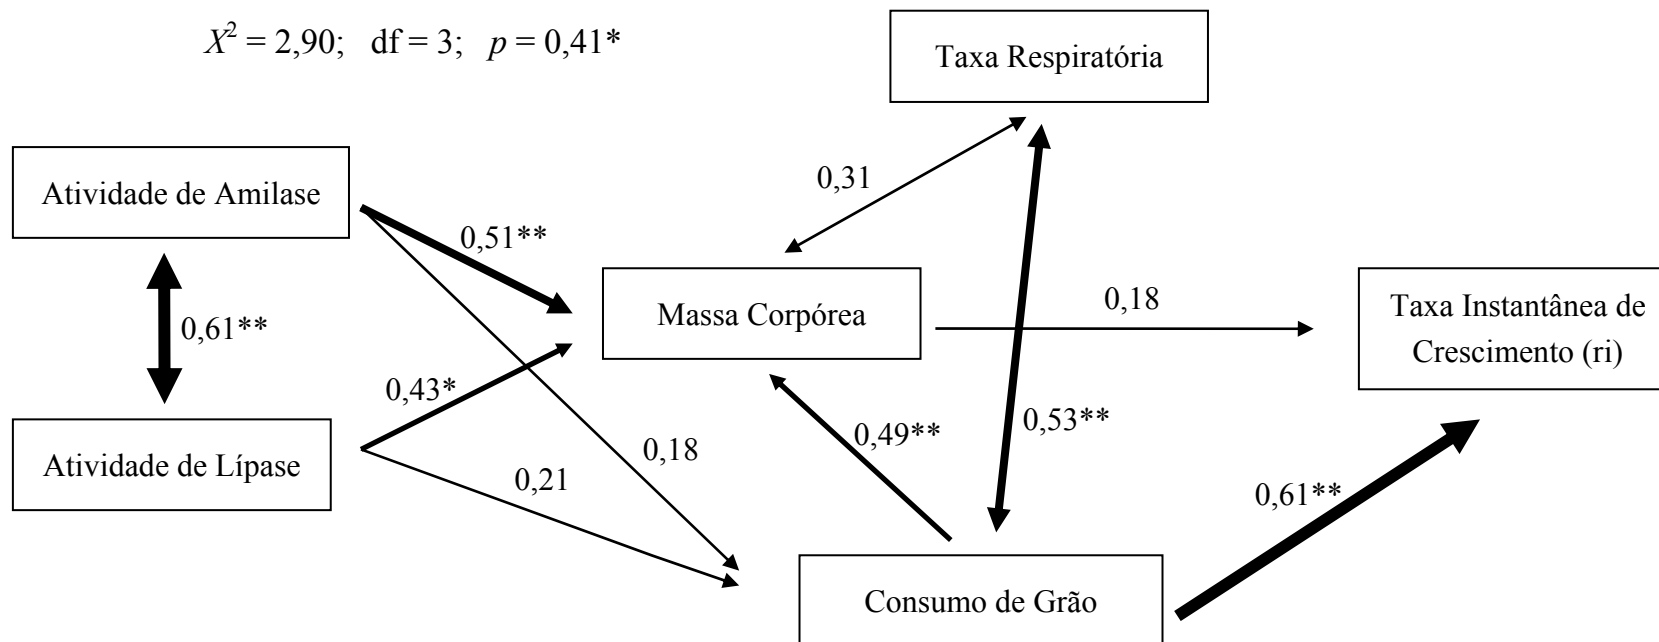 X² = 2,90; df = 3; p = 0,41*
Taxa Respiratória
Atividade de Amilase
0,31
0,51**
Massa Corpórea
0,18
Taxa Instantânea de
Crescimento (ri)
0,61**
0,43*
0,53**
0,49**
0,18
Atividade de Lípase
0,21
0,61**
Consumo de Grão